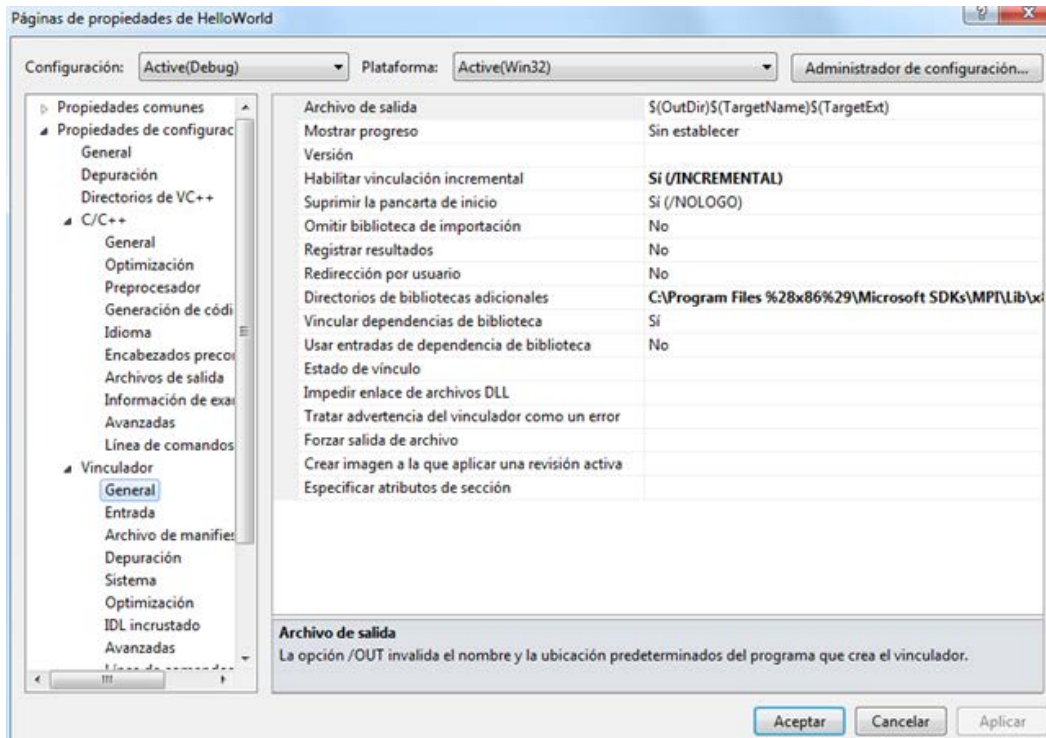 Páginas de propiedades de HelloWorld
Configuración: Active(Debug) Plataforma: Active(Win32) Administrador de configuración...
Propiedades comunes
Propiedades de configurac
General
Depuración
Directorios de VC++
C/C++
General
Optimización
Preprocesador
Generación de códi
Idioma
Encabezados preco
Archivos de salida
Información de exa
Avanzadas
Línea de comandos
Vinculador
General
Entrada
Archivo de manifies
Depuración
Sistema
Optimización
IDL incrustado
Avanzadas
Línea de comandos
Archivo de salida $(OutDir)$(TargetName)$(TargetExt)
Mostrar progreso Sin establecer
Versión
Habilitar vinculación incremental Sí (/INCREMENTAL)
Suprimir la pancarta de inicio Sí (/NOLOGO)
Omitir biblioteca de importación No
Registrar resultados No
Redirección por usuario No
Directorios de bibliotecas adicionales C:\Program Files %28x86%29\Microsoft SDKs\MPI\Lib\x8
Vincular dependencias de biblioteca Sí
Usar entradas de dependencia de biblioteca No
Estado de vínculo
Impedir enlace de archivos DLL
Tratar advertencia del vinculador como un error
Forzar salida de archivo
Crear imagen a la que aplicar una revisión activa
Especificar atributos de sección
Archivo de salida
La opción /OUT invalida el nombre y la ubicación predeterminados del programa que crea el vinculador.
Aceptar Cancelar Aplicar